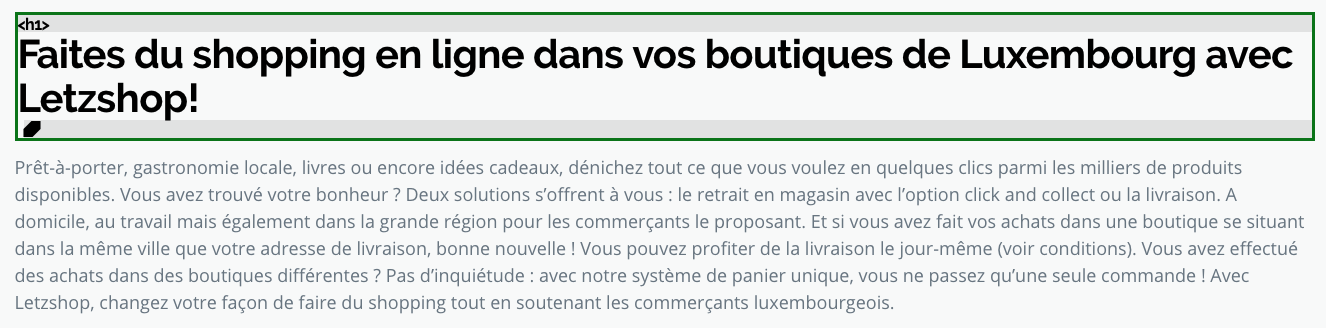 <h1>
Faites du shopping en ligne dans vos boutiques de Luxembourg avec
Letzshop!
Prêt-à-porter, gastronomie locale, livres ou encore idées cadeaux, dénichez tout ce que vous voulez en quelques clics parmi les milliers de produits
disponibles. Vous avez trouvé votre bonheur ? Deux solutions s’offrent à vous : le retrait en magasin avec l’option click and collect ou la livraison. A
domicile, au travail mais également dans la grande région pour les commerçants le proposant. Et si vous avez fait vos achats dans une boutique se situant
dans la même ville que votre adresse de livraison, bonne nouvelle ! Vous pouvez profiter de la livraison le jour-même (voir conditions). Vous avez effectué
des achats dans des boutiques différentes ? Pas d’inquiétude : avec notre système de panier unique, vous ne passez qu’une seule commande ! Avec
Letzshop, changez votre façon de faire du shopping tout en soutenant les commerçants luxembourgeois.